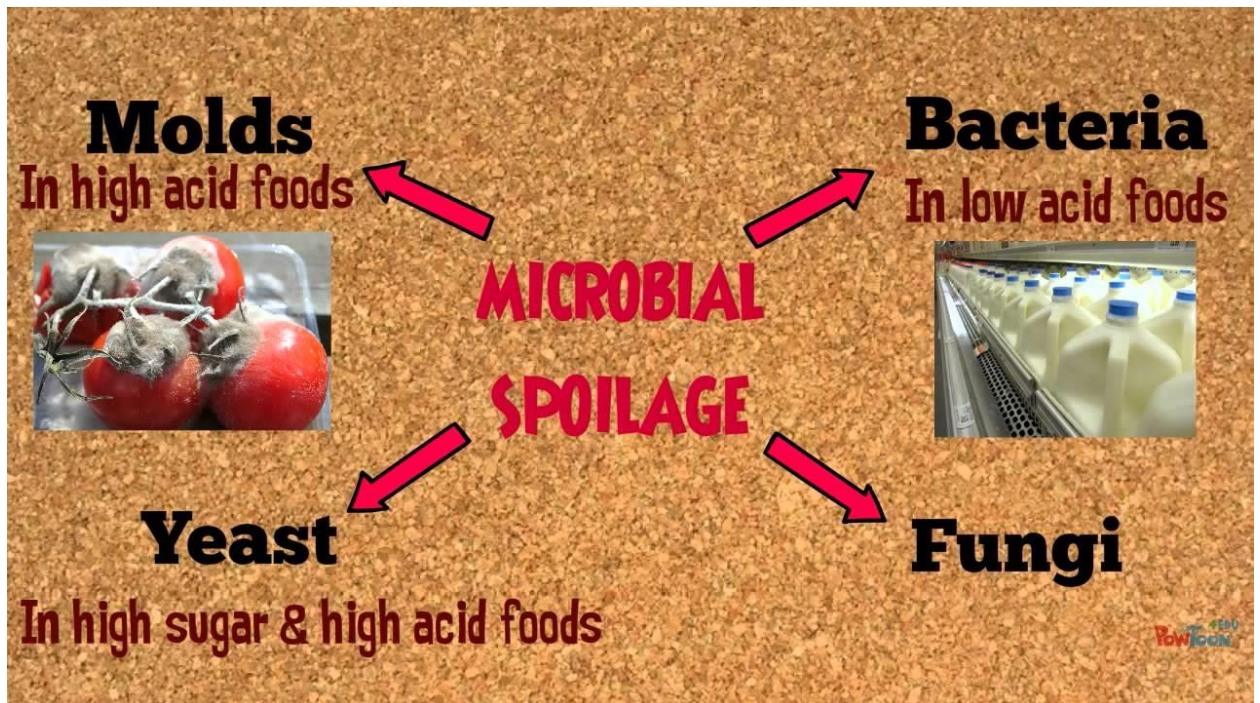 Molds
In high acid foods
Bacteria
In low acid foods
MICROBIAL
SPOILAGE
Yeast
In high sugar & high acid foods
Fungi
POWTOON
4EDU